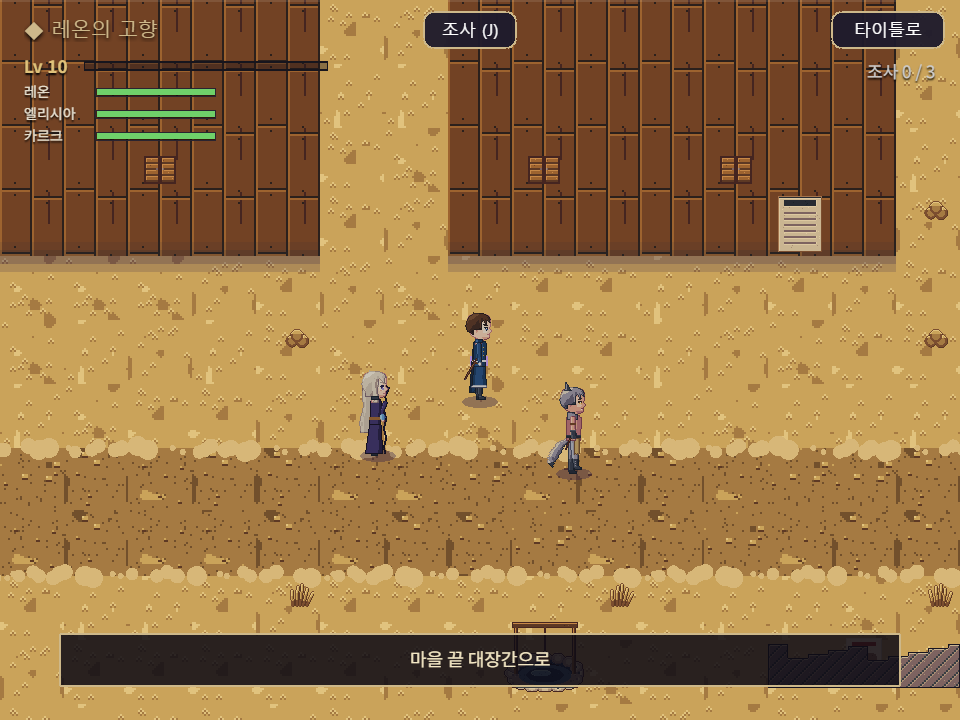 ◆ 레온의 고향
조사 (J)
타이틀로
Lv 10
조사 0 / 3
레온
엘리시아
카르크
마을 끝 대장간으로